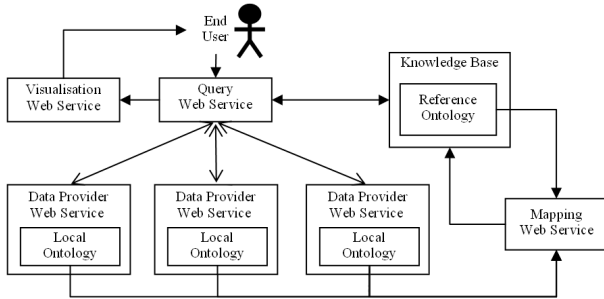 End
User
Visualisation
Web Service
Query
Web Service
Knowledge Base
Reference
Ontology
Data Provider
Web Service
Local
Ontology
Data Provider
Web Service
Local
Ontology
Data Provider
Web Service
Local
Ontology
Mapping
Web Service